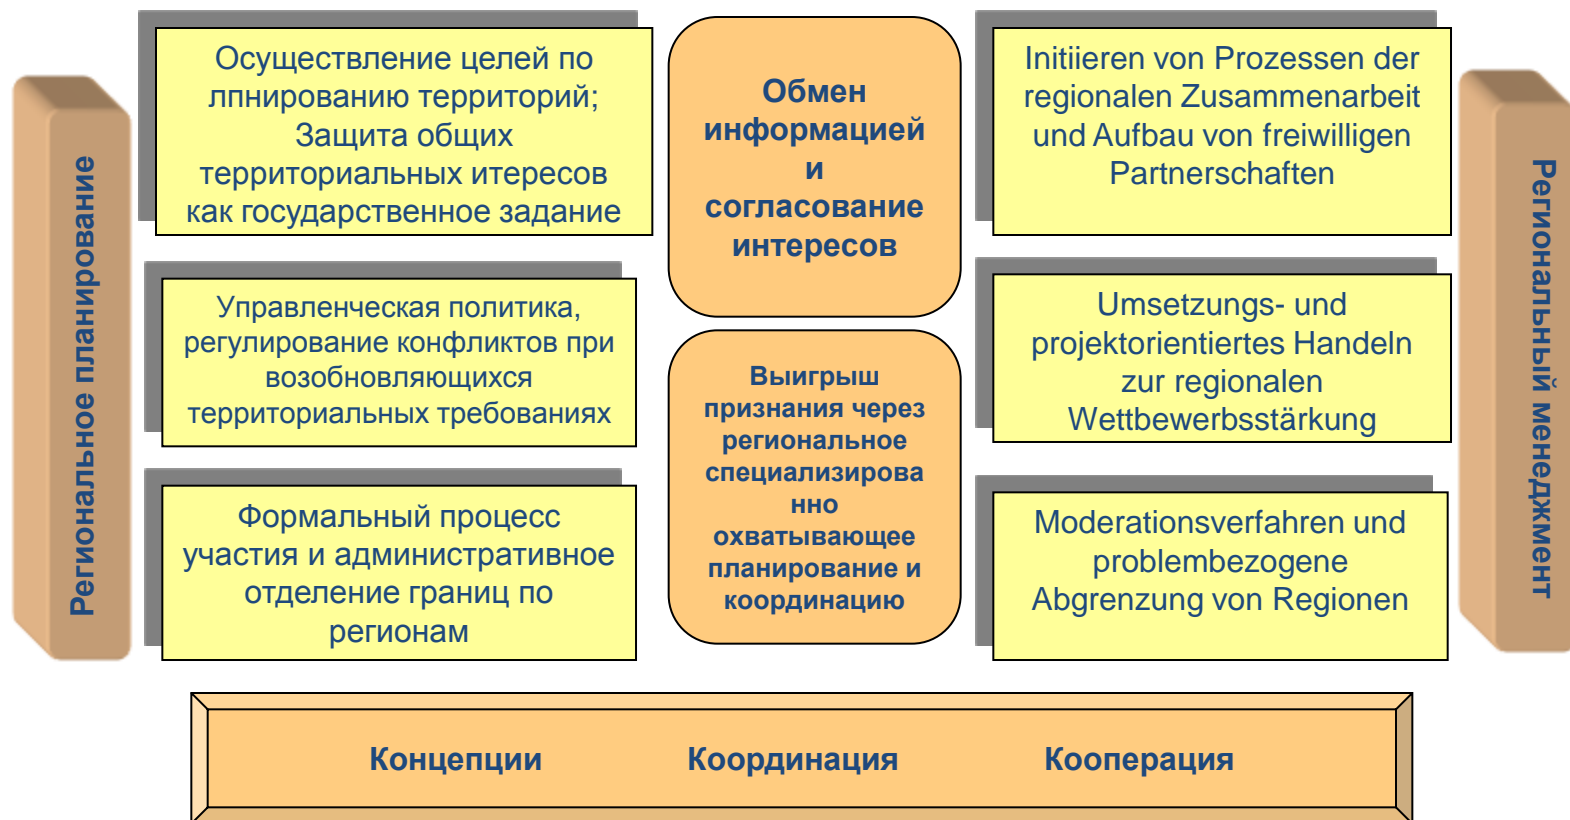 Региональное планирование
Осуществление целей по
лпнированию территорий;
Защита общих
территориальных итересов
как государственное задание
Управленческая политика,
регулирование конфликтов при
возобновляющихся
территориальных требованиях
Формальный процесс
участия и административное
отделение границ по
регионам
Обмен
информацией
и
согласование
интересов
Выигрыш
признания через
региональное
специализирова
нно
охватывающее
планирование и
координацию
Initiieren von Prozessen der
regionalen Zusammenarbeit
und Aufbau von freiwilligen
Partnerschaften
Umsetzungs- und
projektorientiertes Handeln
zur regionalen
Wettbewerbsstärkung
Moderationsverfahren und
problembezogene
Abgrenzung von Regionen
Региональный менеджмент
Концепции Координация Кооперация